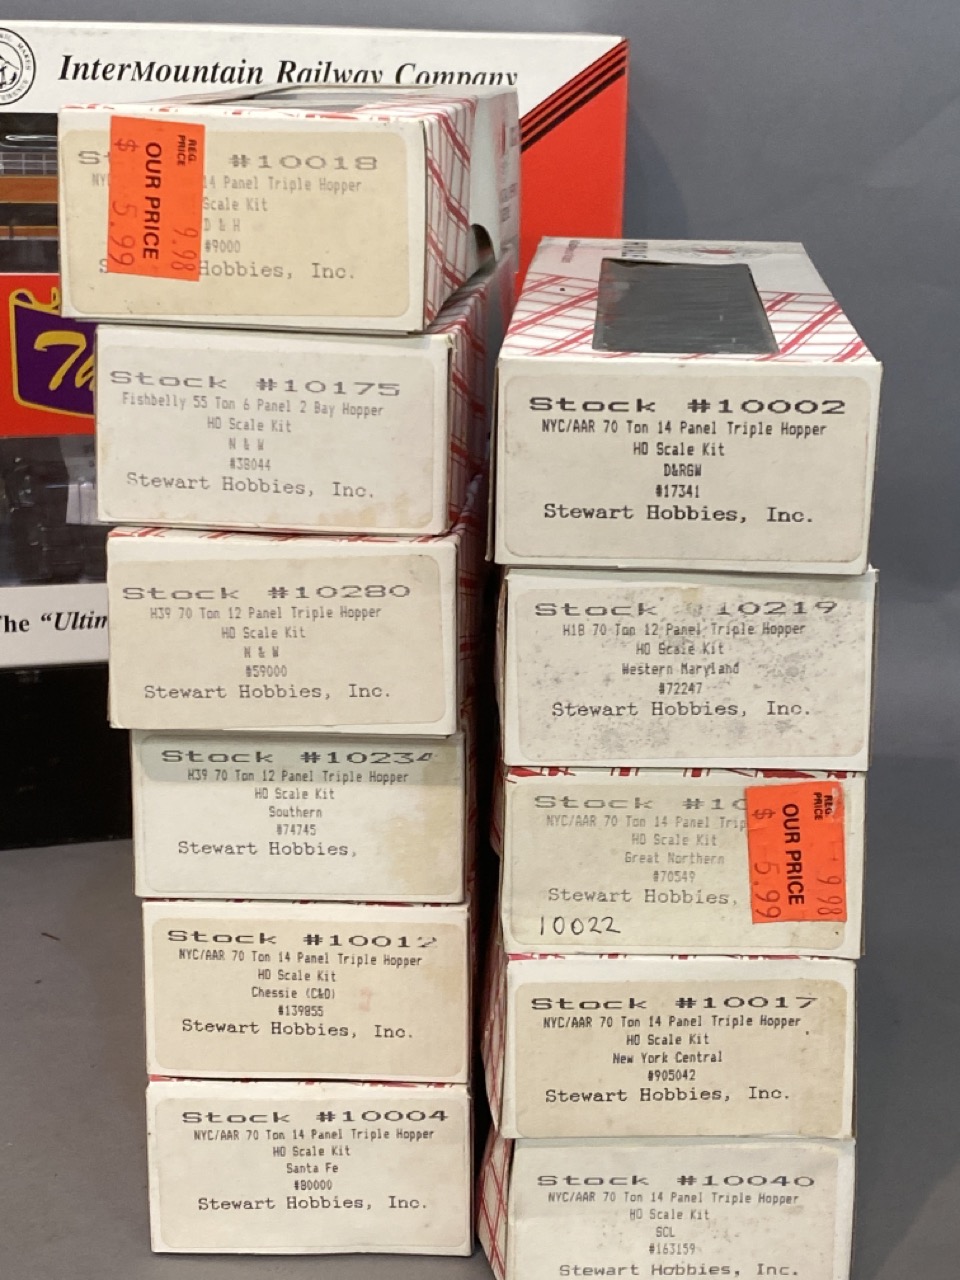 InterMountain Railway Company
#10018
14 Panel Triple Hopper
Scale Kit
D & H
#9000
Hobbies, Inc.
REG. PRICE 9.98
OUR PRICE
$ 5.99
Stock #10175
Fishbelly 55 Ton 6 Panel 2 Bay Hopper
HO Scale Kit
N & W
#38044
Stewart Hobbies, Inc.
The "Ultim
Stock #10280
H39 70 Ton 12 Panel Triple Hopper
HO Scale Kit
N & W
#59000
Stewart Hobbies, Inc.
Stock #10234
H39 70 Ton 12 Panel Triple Hopper
HO Scale Kit
Southern
#74745
Stewart Hobbies,
Stock #10012
NYC/AAR 70 Ton 14 Panel Triple Hopper
HO Scale Kit
Chessie (C&O)
#139855
Stewart Hobbies, Inc.
Stock #10004
NYC/AAR 70 Ton 14 Panel Triple Hopper
HO Scale Kit
Santa Fe
#80000
Stewart Hobbies, Inc.
Stock #10002
NYC/AAR 70 Ton 14 Panel Triple Hopper
HO Scale Kit
D&RGW
#17341
Stewart Hobbies, Inc.
Stock 10219
H18 70 Ton 12 Panel Triple Hopper
HO Scale Kit
Western Maryland
#72247
Stewart Hobbies, Inc.
Stock #10
NYC/AAR 70 Ton 14 Panel Trip
HO Scale Kit
Great Northern
#70549
Stewart Hobbies,
10022
REG. PRICE 9.98
OUR PRICE
$ 5.99
Stock #10017
NYC/AAR 70 Ton 14 Panel Triple Hopper
HO Scale Kit
New York Central
#905042
Stewart Hobbies, Inc.
Stock #10040
NYC/AAR 70 Ton 14 Panel Triple Hopper
HO Scale Kit
SCL
#163159
Stewart Hobbies, Inc.